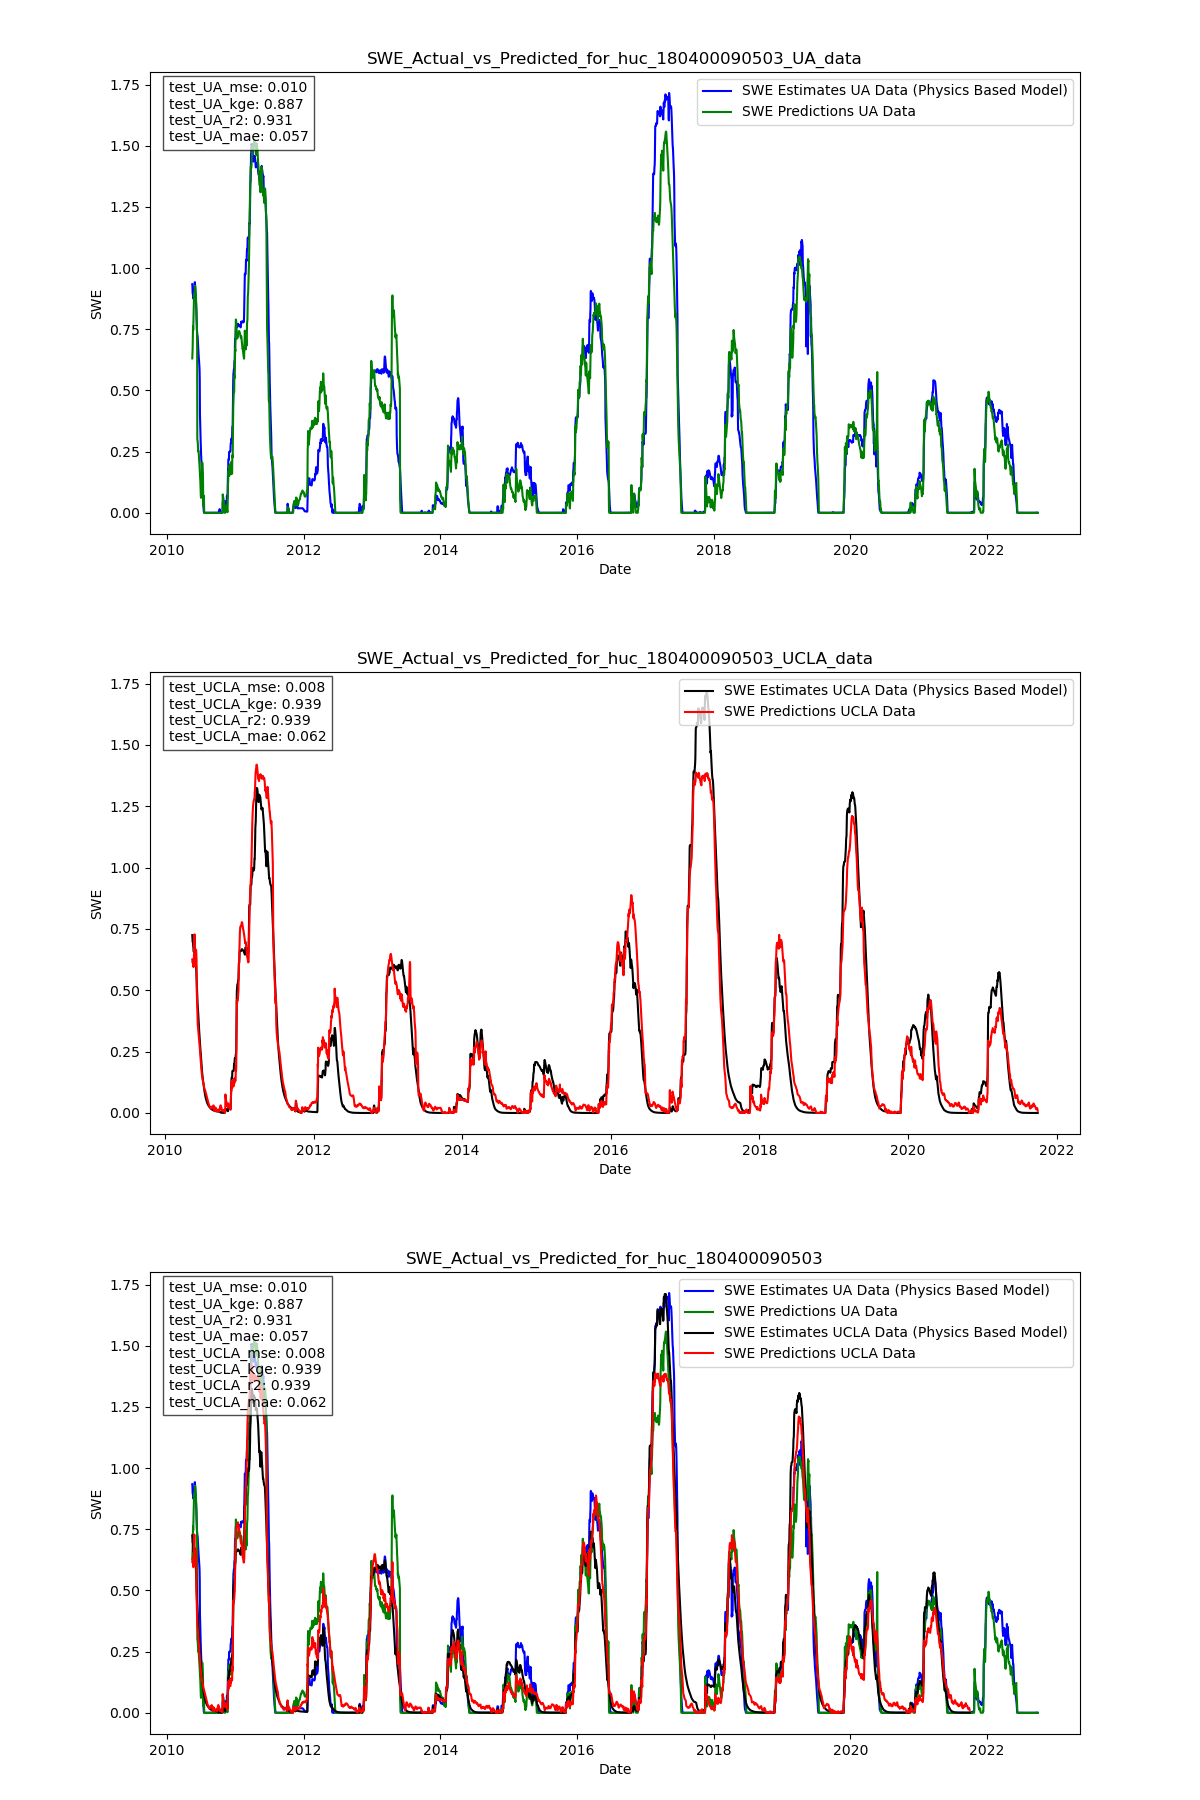 SWE_Actual_vs_Predicted_for_huc_180400090503_UA_data
test_UA_mse: 0.010
test_UA_kge: 0.887
test_UA_r2: 0.931
test_UA_mae: 0.057
SWE Estimates UA Data (Physics Based Model)
SWE Predictions UA Data
1.75
1.50
1.25
1.00
0.75
0.50
0.25
0.00
SWE
2010 2012 2014 2016 2018 2020 2022
Date
SWE_Actual_vs_Predicted_for_huc_180400090503_UCLA_data
test_UCLA_mse: 0.008
test_UCLA_kge: 0.939
test_UCLA_r2: 0.939
test_UCLA_mae: 0.062
SWE Estimates UCLA Data (Physics Based Model)
SWE Predictions UCLA Data
1.75
1.50
1.25
1.00
0.75
0.50
0.25
0.00
SWE
2010 2012 2014 2016 2018 2020 2022
Date
SWE_Actual_vs_Predicted_for_huc_180400090503
test_UA_mse: 0.010
test_UA_kge: 0.887
test_UA_r2: 0.931
test_UA_mae: 0.057
test_UCLA_mse: 0.008
test_UCLA_kge: 0.939
test_UCLA_r2: 0.939
test_UCLA_mae: 0.062
SWE Estimates UA Data (Physics Based Model)
SWE Predictions UA Data
SWE Estimates UCLA Data (Physics Based Model)
SWE Predictions UCLA Data
1.75
1.50
1.25
1.00
0.75
0.50
0.25
0.00
SWE
2010 2012 2014 2016 2018 2020 2022
Date